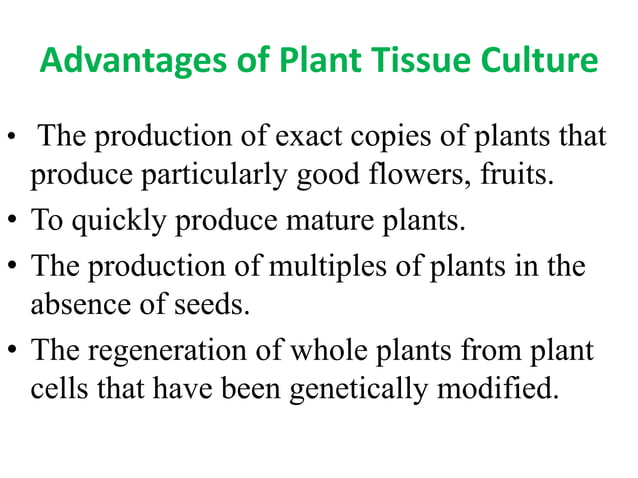 Advantages of Plant Tissue Culture
• The production of exact copies of plants that
produce particularly good flowers, fruits.
• To quickly produce mature plants.
• The production of multiples of plants in the
absence of seeds.
• The regeneration of whole plants from plant
cells that have been genetically modified.